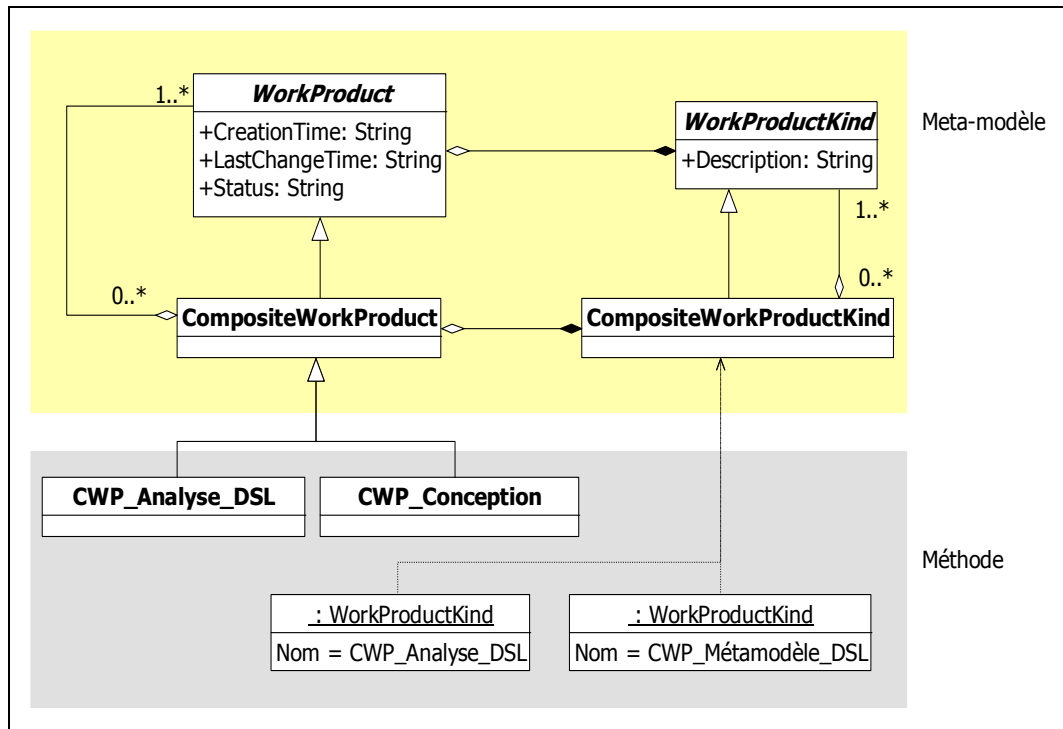 1..*
WorkProduct
+CreationTime: String
+LastChangeTime: String
+Status: String
WorkProductKind
+Description: String
Meta-modèle
1..*
0..*
0..*
CompositeWorkProduct
CompositeWorkProductKind
CWP_Analyse_DSL
CWP_Conception
Méthode
: WorkProductKind
Nom = CWP_Analyse_DSL
: WorkProductKind
Nom = CWP_Métamodèle_DSL